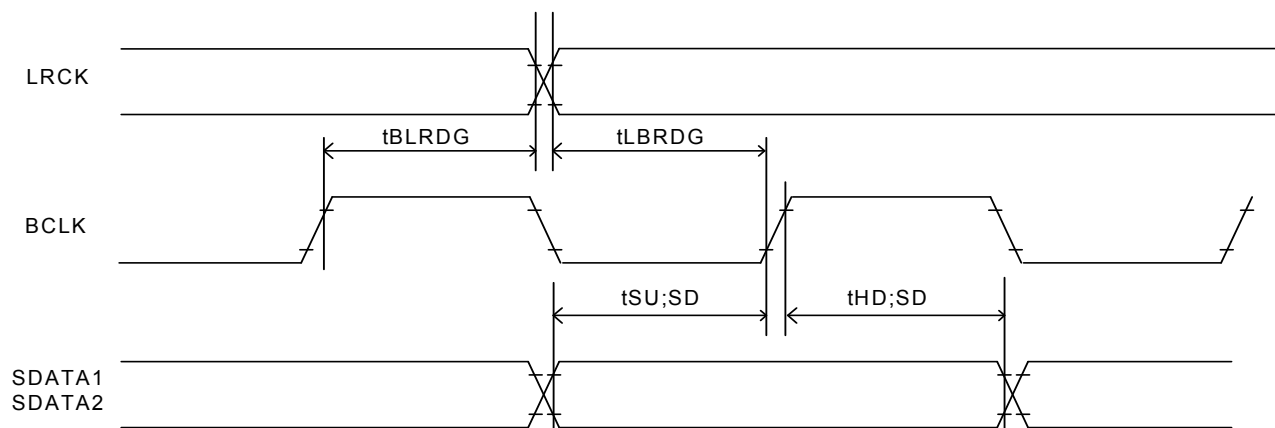 LRCK
tBLRDG
tLBRDG
BCLK
tSU;SD
tHD;SD
SDATA1
SDATA2